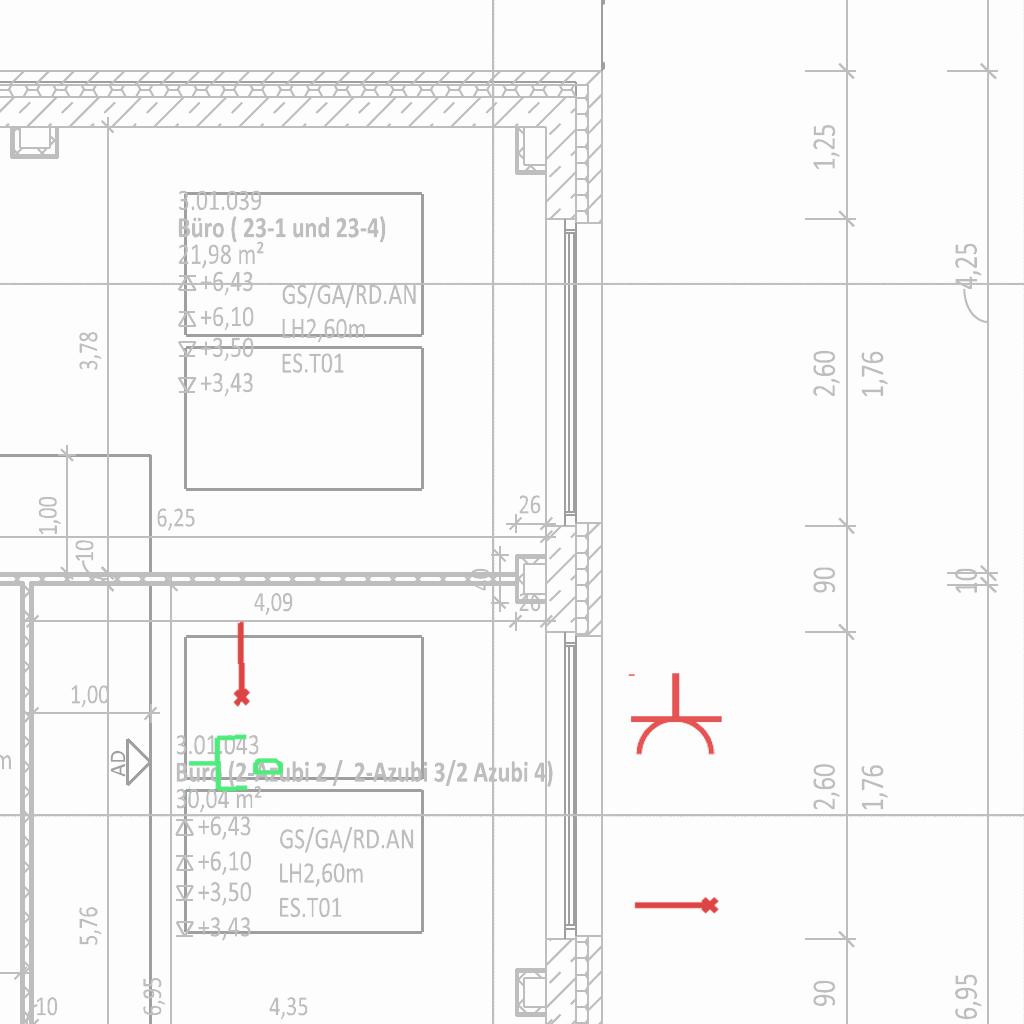 1,25
3.01.039
Büro ( 23-1 und 23-4)
21,98 m²
+6,43
+6,10
+3,50
+3,43
GS/GA/RD.AN
LH2,60m
ES.T01
4,25
3,78
2,60
1,76
1,00
10
6,25
26
40
26
90
10
4,09
1,00
AD
m
3.01.043
Büro (2-Azubi 2 / 2-Azubi 3/2 Azubi 4)
30,04 m²
+6,43
+6,10
+3,50
+3,43
GS/GA/RD.AN
LH2,60m
ES.T01
2,60
1,76
5,76
6,95
10
4,35
90
6,95